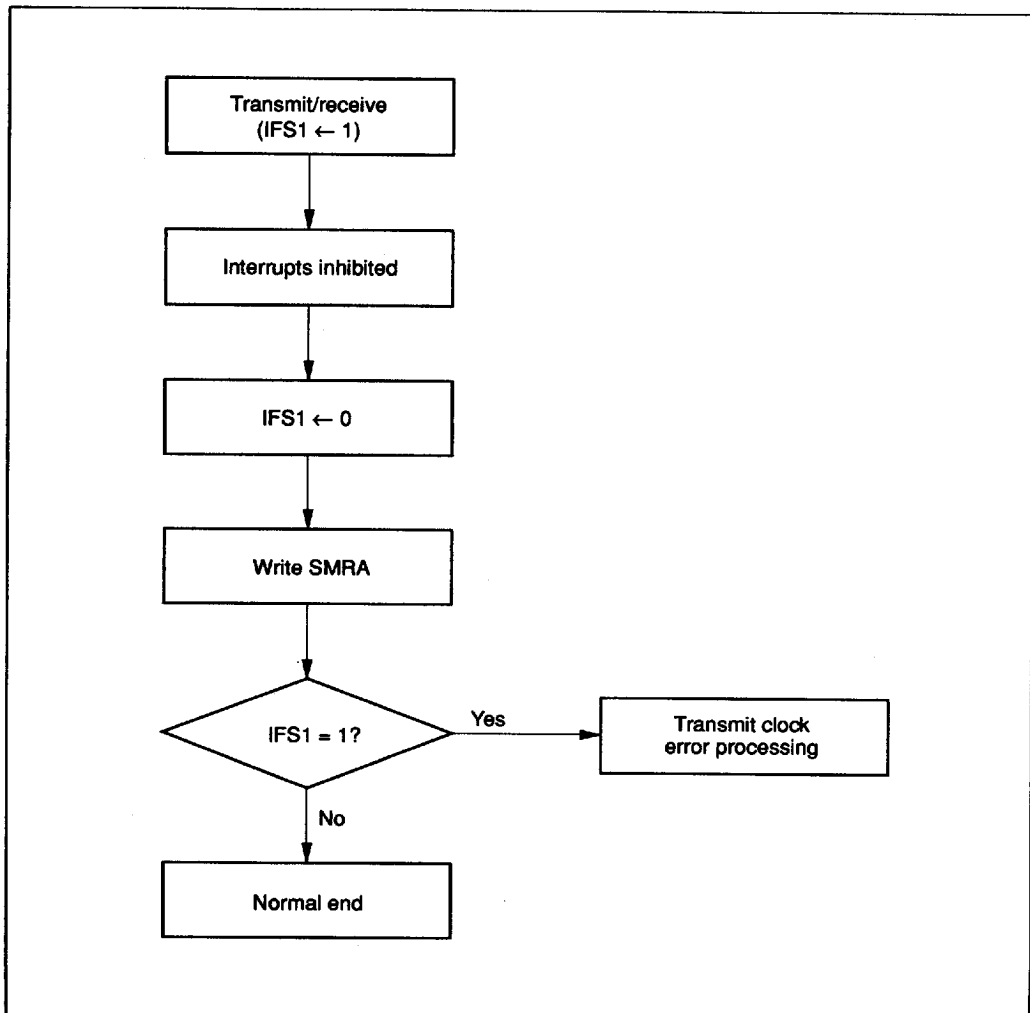 Transmit/receive
(IFS1 ← 1)
Interrupts inhibited
IFS1 ← 0
Write SMRA
IFS1 = 1?
Yes
Transmit clock
error processing
No
Normal end